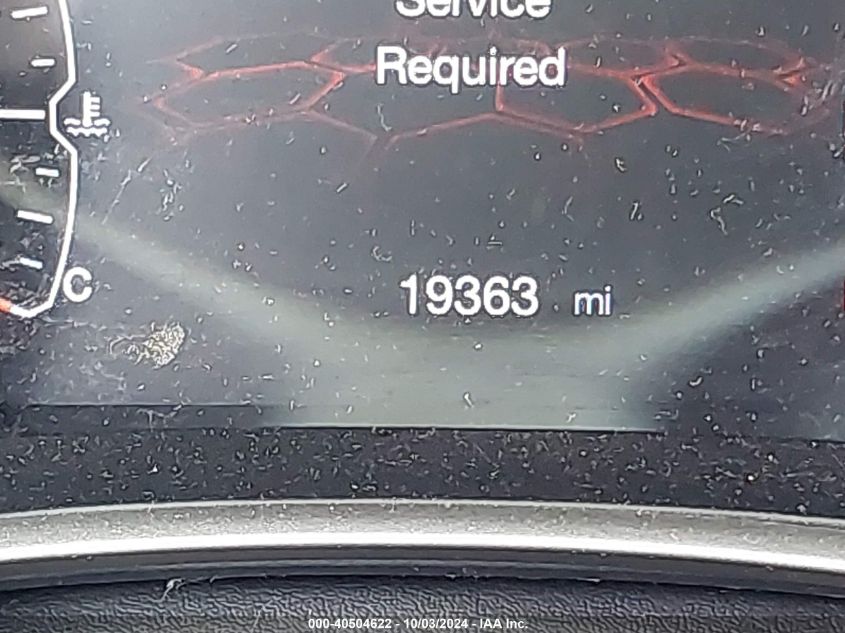 Service
Required
C
19363 mi
000-40504622 - 10/03/2024 - IAA Inc.